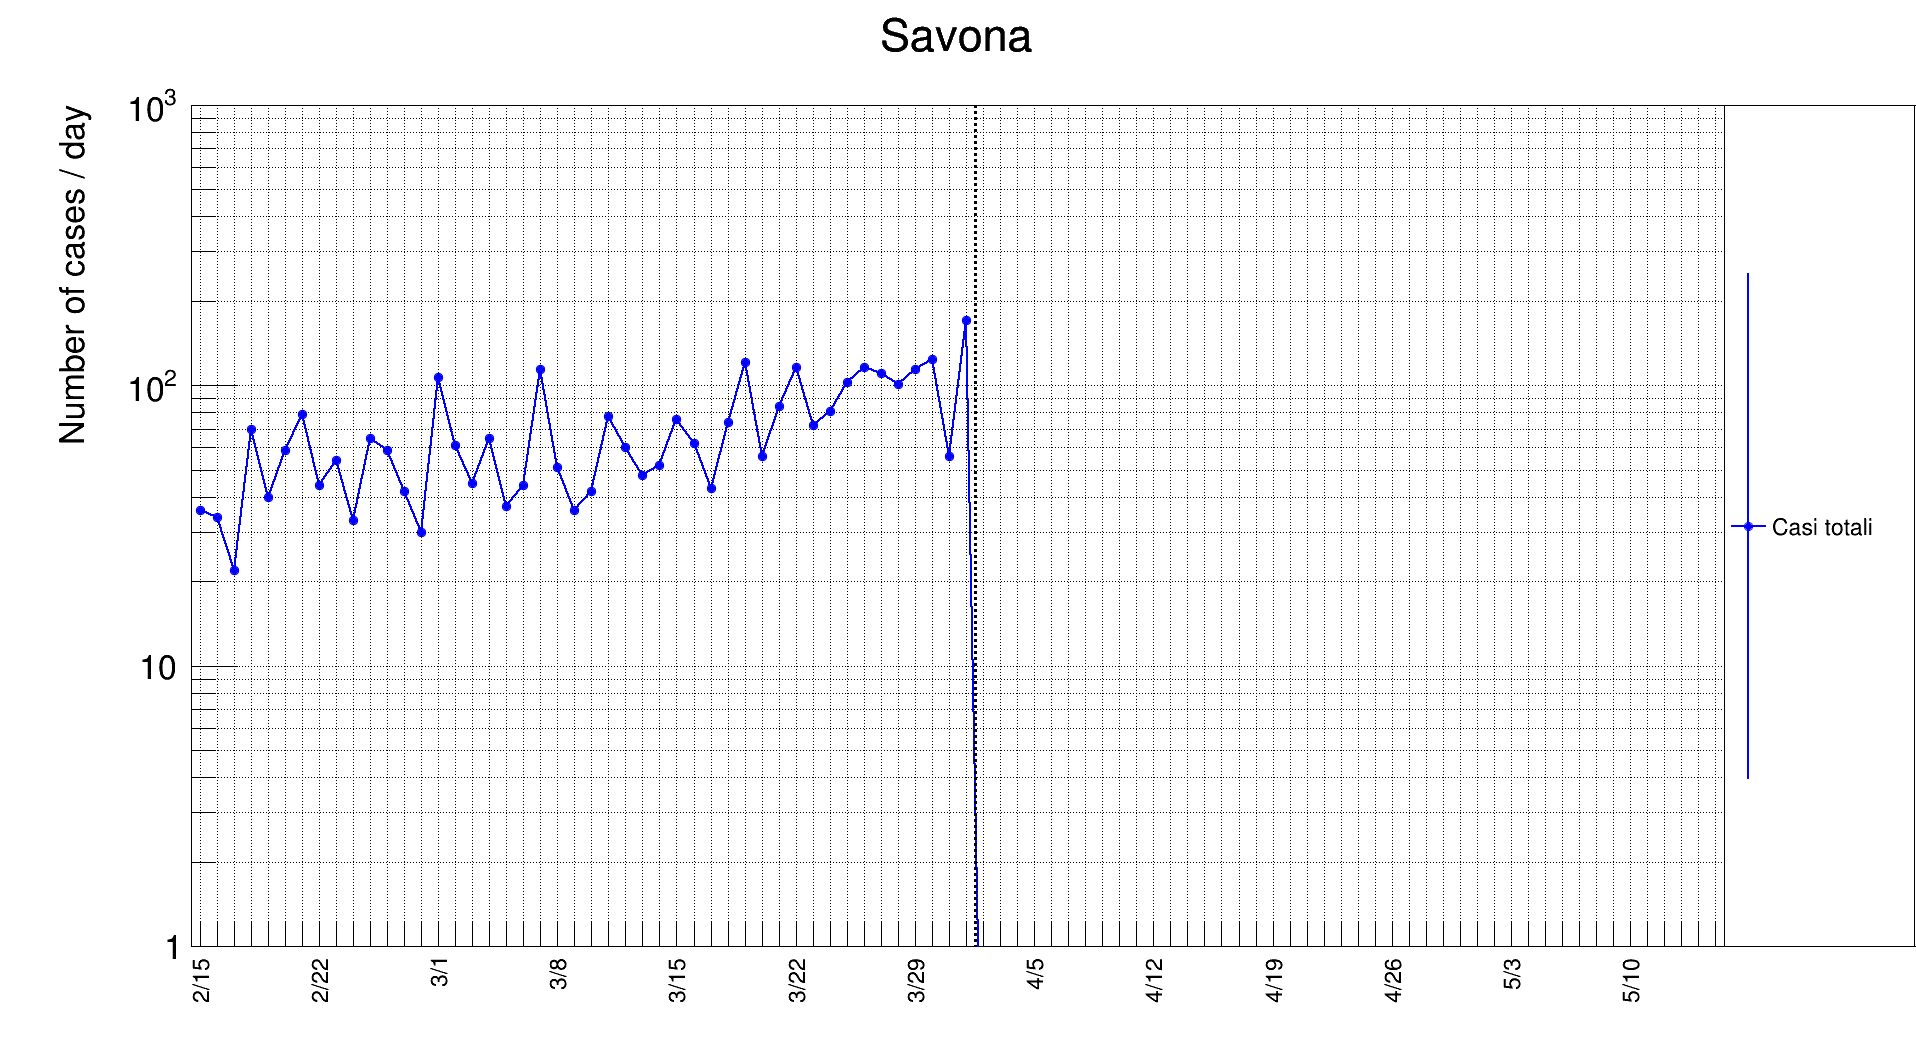 Savona
Number of cases / day
10³
10²
10
1
2/15 2/22 3/1 3/8 3/15 3/22 3/29 4/5 4/12 4/19 4/26 5/3 5/10
Casi totali